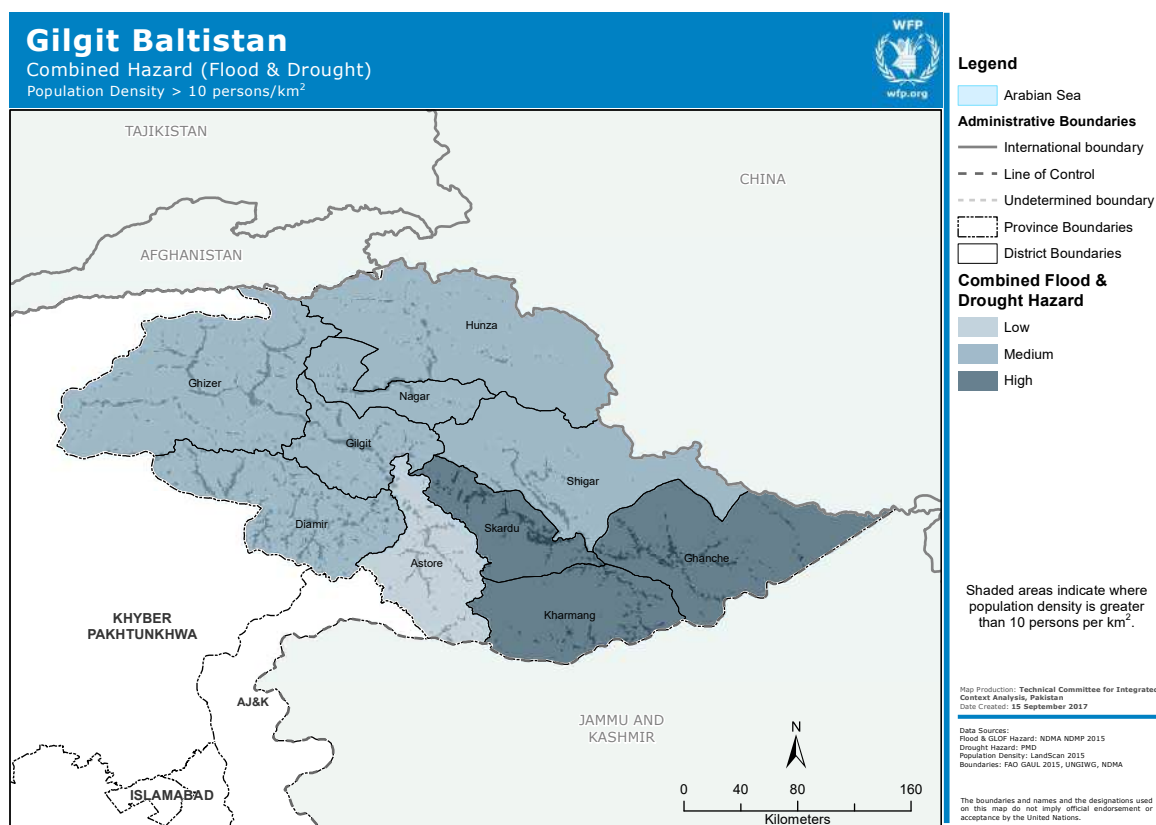 Gilgit Baltistan
Combined Hazard (Flood & Drought)
Population Density > 10 persons/km²
WFP
wfp.org
TAJIKISTAN
CHINA
AFGHANISTAN
Hunza
Ghizer
Nagar
Gilgit
Shigar
Diamir
Skardu
Ghanche
Astore
Kharmang
KHYBER
PAKHTUNKHWA
AJ&K
JAMMU AND
KASHMIR
ISLAMABAD
N
0 40 80 160
Kilometers
Legend
Arabian Sea
Administrative Boundaries
International boundary
Line of Control
Undetermined boundary
Province Boundaries
District Boundaries
Combined Flood &
Drought Hazard
Low
Medium
High
Shaded areas indicate where
population density is greater
than 10 persons per km².
Map Production: Technical Committee for Integrated
Context Analysis, Pakistan
Date Created: 15 September 2017
Data Sources:
Flood & GLOF Hazard: NDMA NDMP 2015
Drought Hazard: PMD
Population Density: LandScan 2015
Boundaries: FAO GAUL 2015, UNGIWG, NDMA
The boundaries and names and the designations used
on this map do not imply official endorsement or
acceptance by the United Nations.